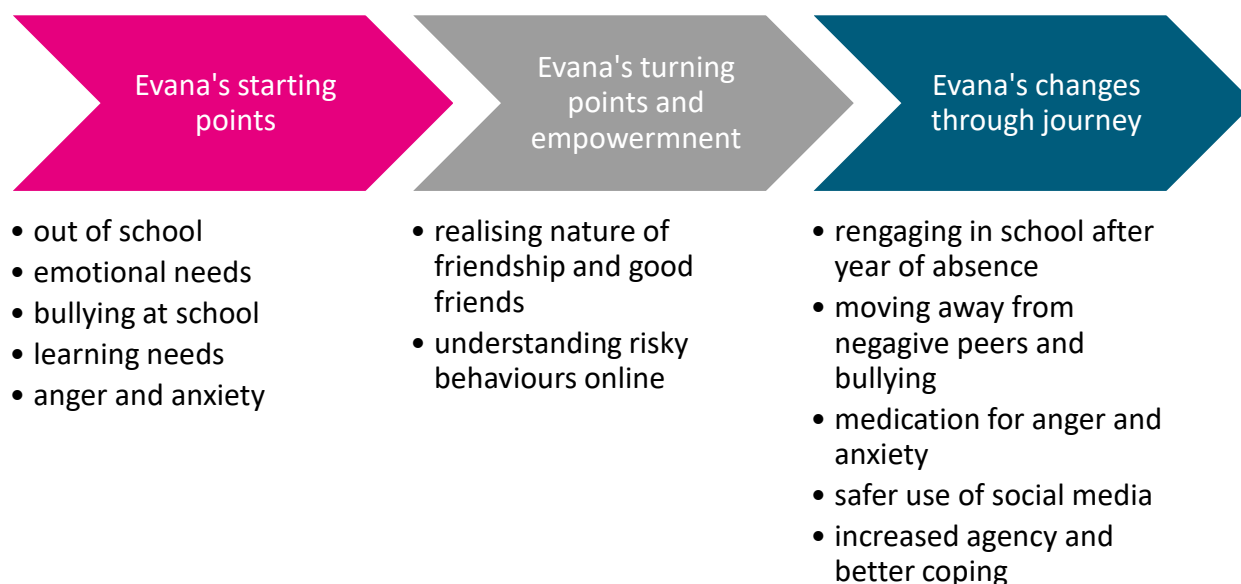 Evana's starting
points
• out of school
• emotional needs
• bullying at school
• learning needs
• anger and anxiety
Evana's turning
points and
empowermnent
• realising nature of
friendship and good
friends
• understanding risky
behaviours online
Evana's changes
through journey
• rengaging in school after
year of absence
• moving away from
negagive peers and
bullying
• medication for anger and
anxiety
• safer use of social media
• increased agency and
better coping